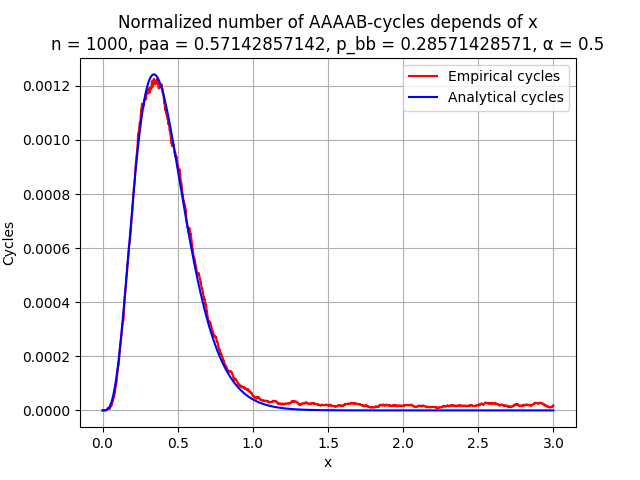 Normalized number of AAAAB-cycles depends of x
n = 1000, paa = 0.57142857142, p_bb = 0.28571428571, α = 0.5
Empirical cycles
Analytical cycles
Cycles
0.0012
0.0010
0.0008
0.0006
0.0004
0.0002
0.0000
0.0 0.5 1.0 1.5 2.0 2.5 3.0
x